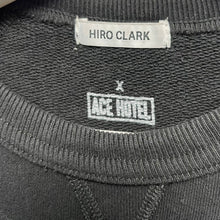 HIRO CLARK
X
ACE HOTEL